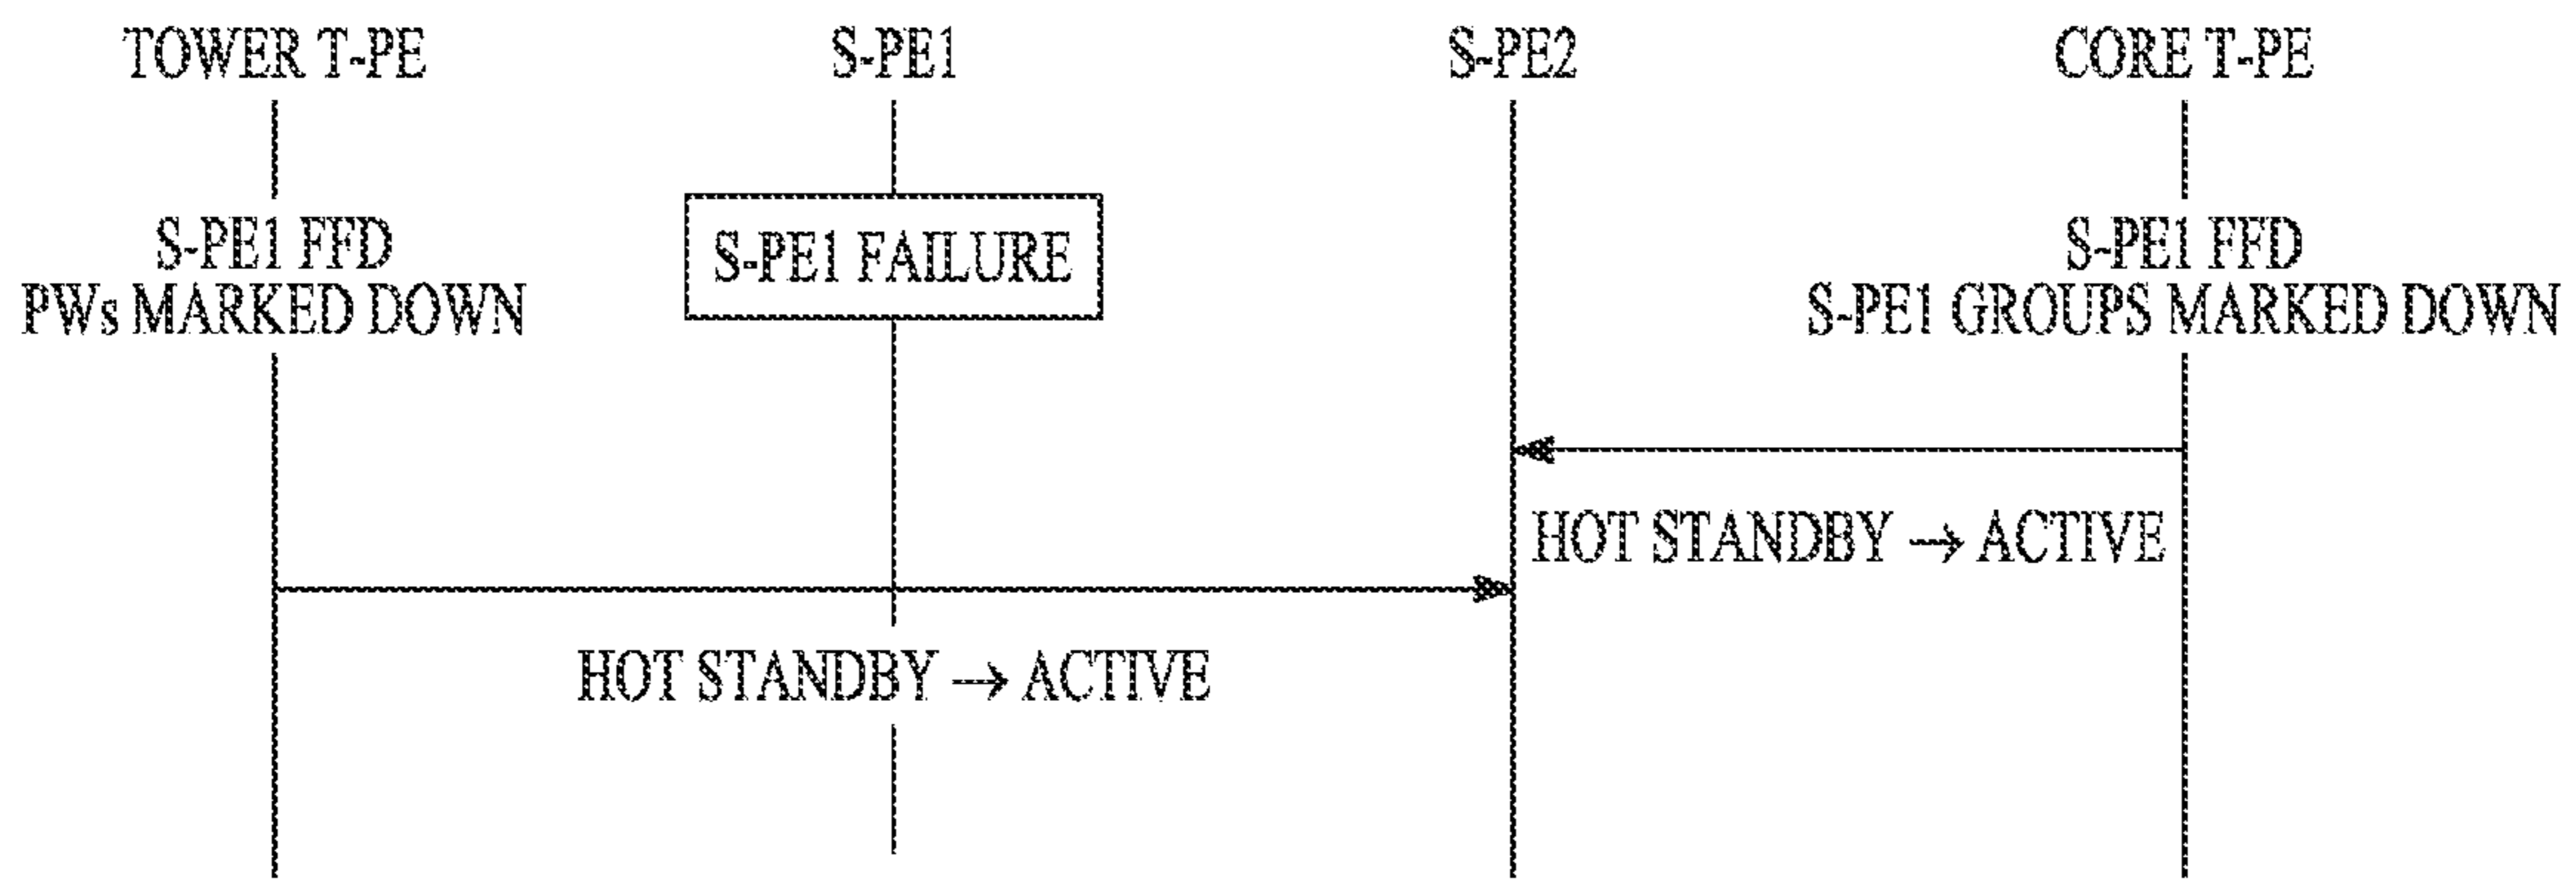 TOWER T-PE
S-PE1
S-PE2
CORE T-PE
S-PE1 FFD
PWs MARKED DOWN
S-PE1 FAILURE
S-PE1 FFD
S-PE1 GROUPS MARKED DOWN
HOT STANDBY → ACTIVE
HOT STANDBY → ACTIVE